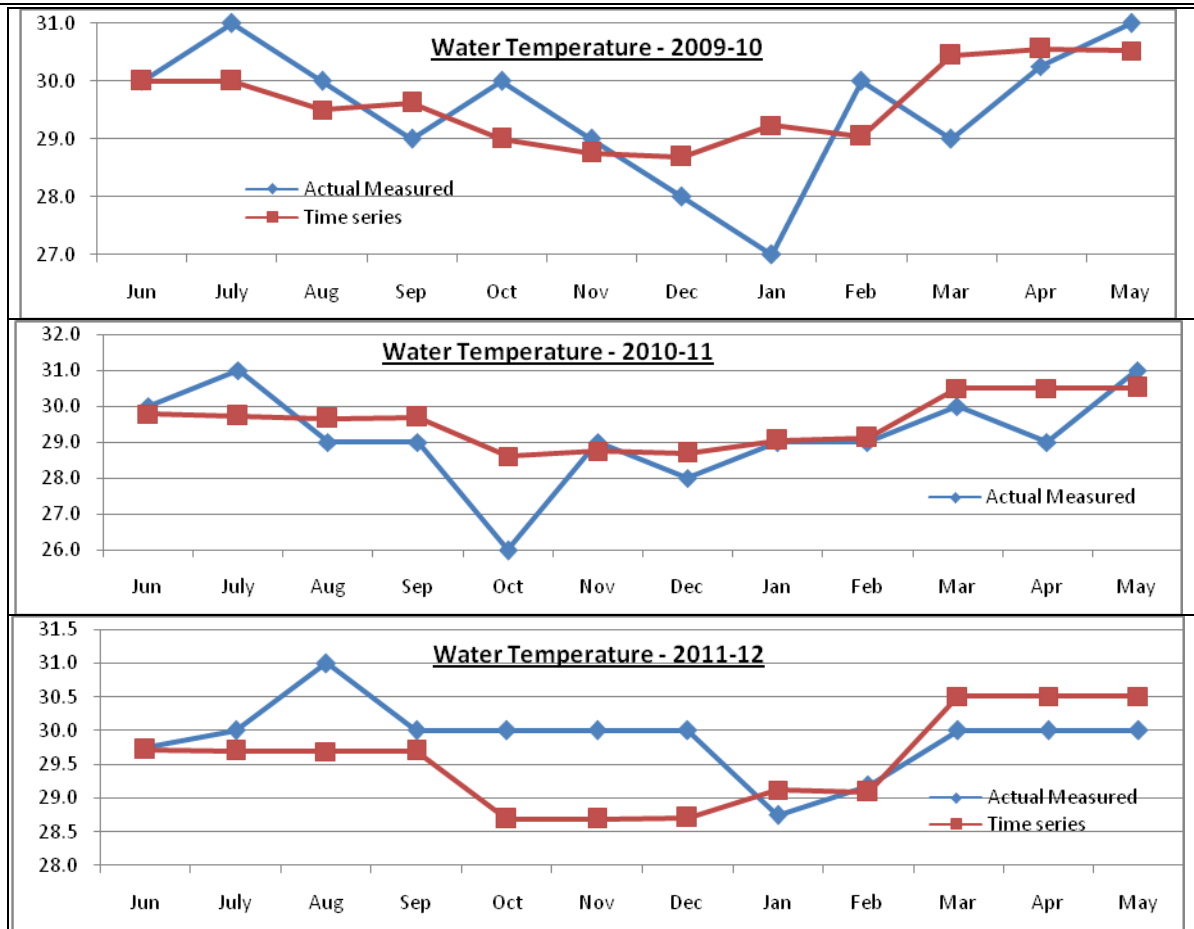 Water Temperature - 2009-10
31.0
30.0
29.0
28.0
27.0
Actual Measured
Time series
Jun July Aug Sep Oct Nov Dec Jan Feb Mar Apr May
Water Temperature - 2010-11
32.0
31.0
30.0
29.0
28.0
27.0
26.0
Actual Measured
Jun July Aug Sep Oct Nov Dec Jan Feb Mar Apr May
Water Temperature - 2011-12
31.5
31.0
30.5
30.0
29.5
29.0
28.5
28.0
Actual Measured
Time series
Jun July Aug Sep Oct Nov Dec Jan Feb Mar Apr May